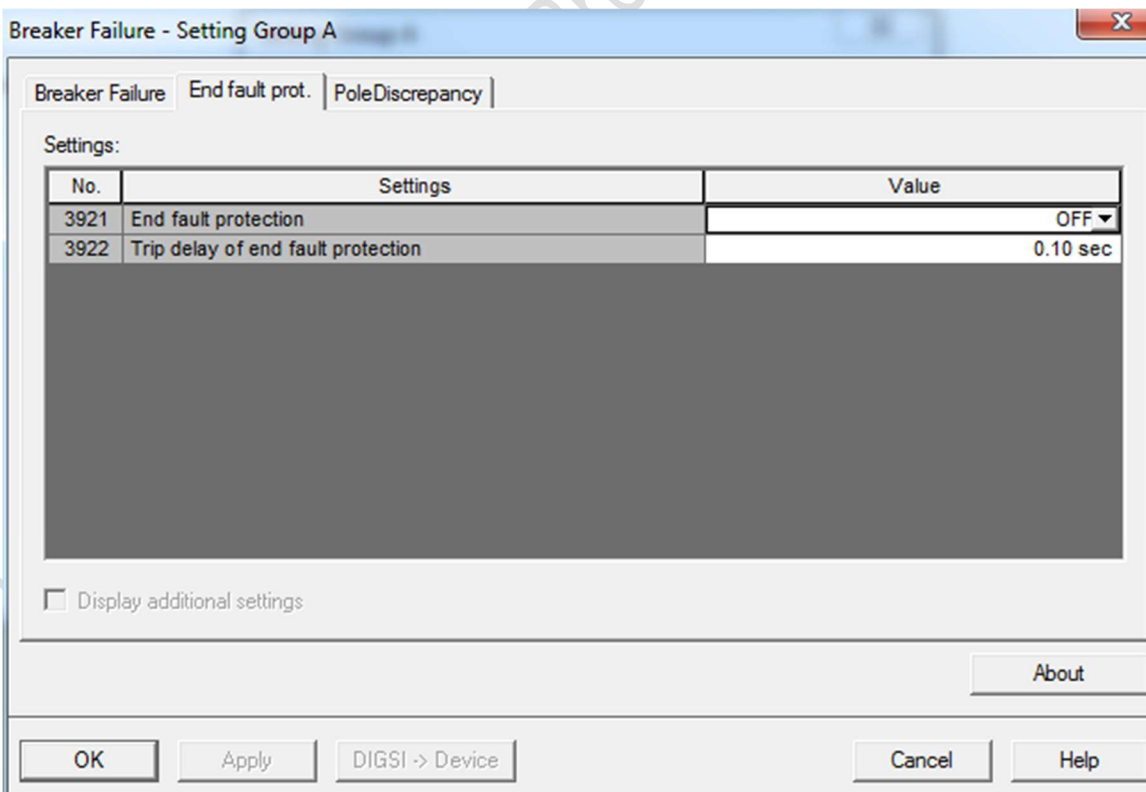 Breaker Failure - Setting Group A
Breaker Failure End fault prot. PoleDiscrepancy
Settings:
No. Settings Value
3921 End fault protection OFF
3922 Trip delay of end fault protection 0.10 sec
Display additional settings
About
OK Apply DIGSI -> Device Cancel Help